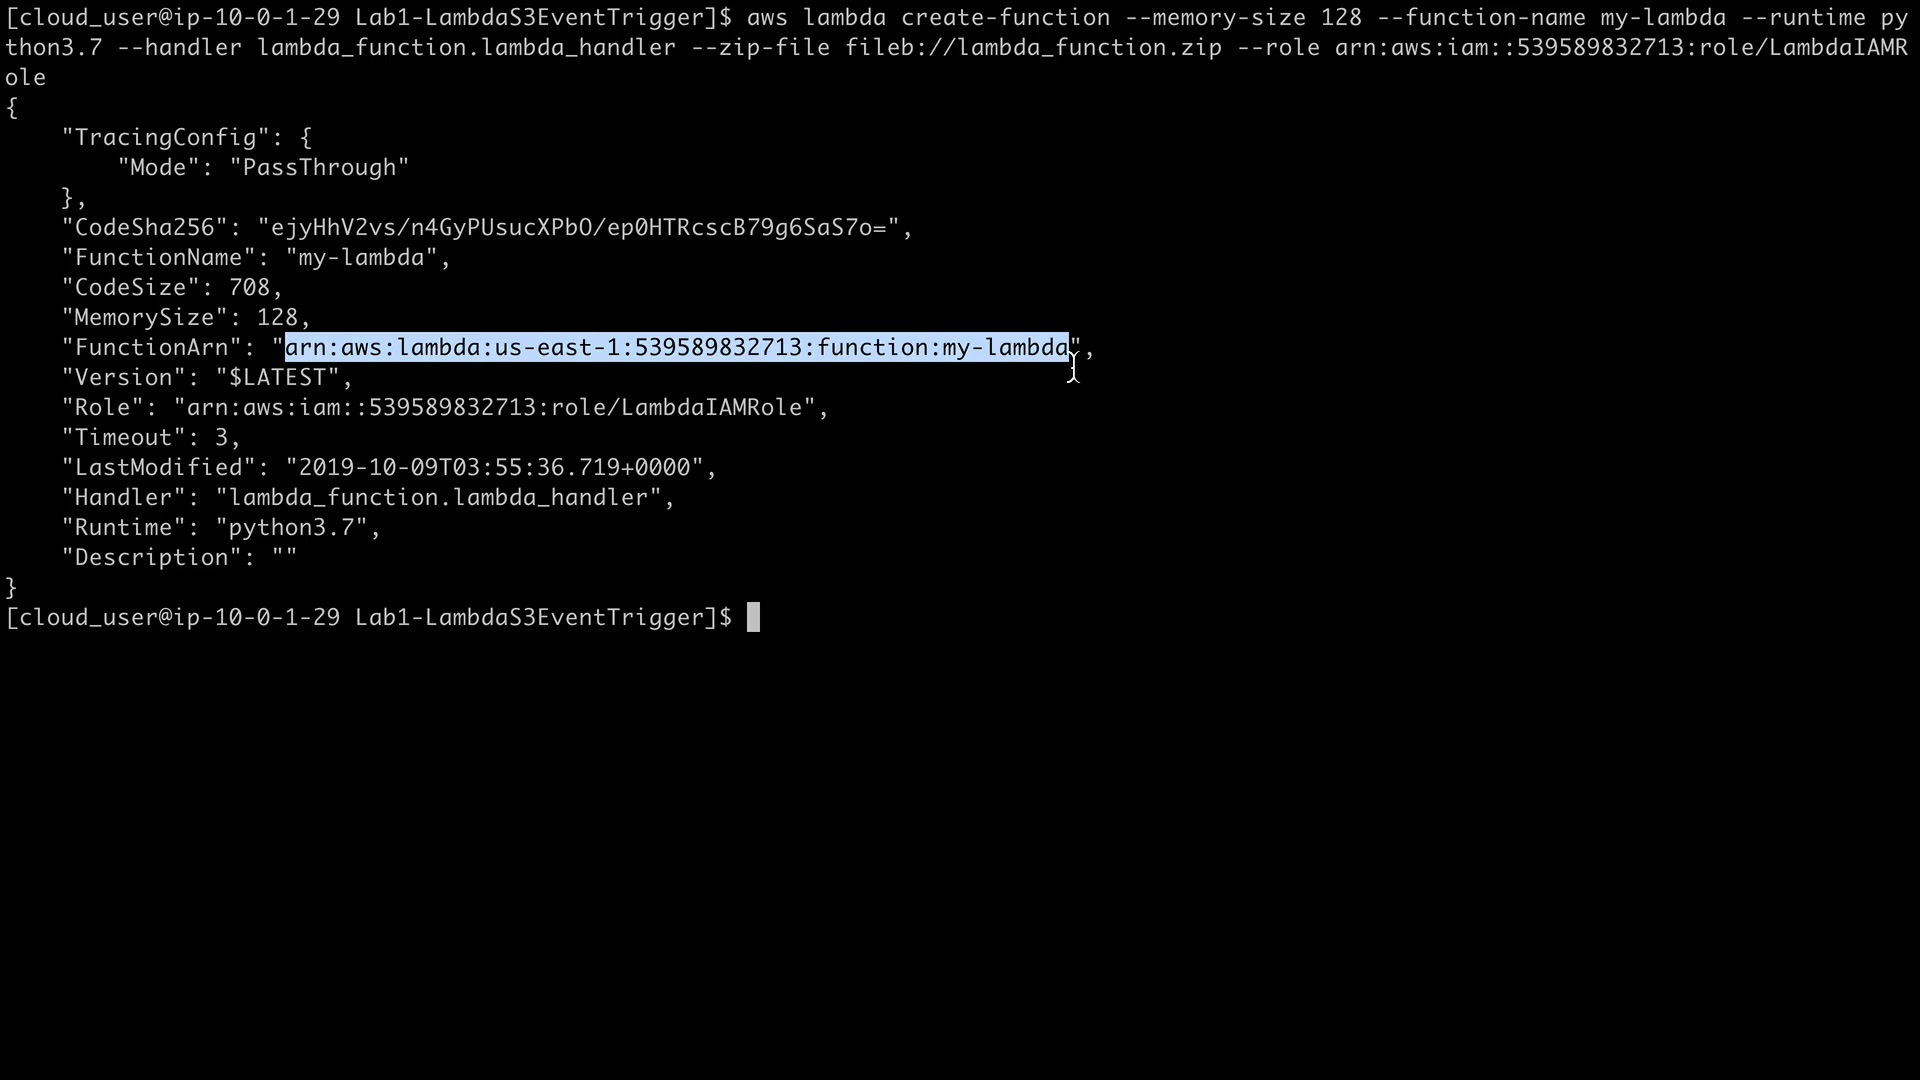 [cloud_user@ip-10-0-1-29 Lab1-LambdaS3EventTrigger]$ aws lambda create-function --memory-size 128 --function-name my-lambda --runtime py
thon3.7 --handler lambda_function.lambda_handler --zip-file fileb://lambda_function.zip --role arn:aws:iam::539589832713:role/LambdaIAMR
ole
{
    "TracingConfig": {
        "Mode": "PassThrough"
    },
    "CodeSha256": "ejyHhV2vs/n4GyPUsucXPbO/ep0HTRcscB79g6SaS7o=",
    "FunctionName": "my-lambda",
    "CodeSize": 708,
    "MemorySize": 128,
    "FunctionArn": "arn:aws:lambda:us-east-1:539589832713:function:my-lambda",
    "Version": "$LATEST",
    "Role": "arn:aws:iam::539589832713:role/LambdaIAMRole",
    "Timeout": 3,
    "LastModified": "2019-10-09T03:55:36.719+0000",
    "Handler": "lambda_function.lambda_handler",
    "Runtime": "python3.7",
    "Description": ""
}
[cloud_user@ip-10-0-1-29 Lab1-LambdaS3EventTrigger]$